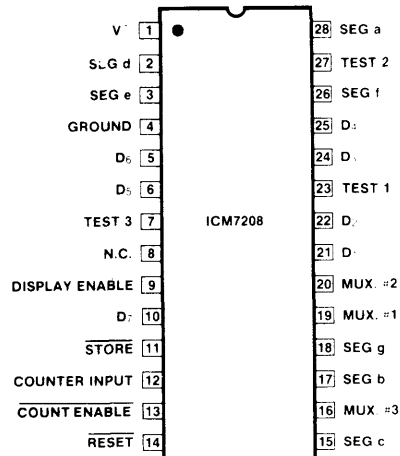 1
SEG d 2
SEG e 3
GROUND 4
D6 5
D5 6
TEST 3 7
N.C. 8
DISPLAY ENABLE 9
D7 10
STORE 11
COUNTER INPUT 12
COUNT ENABLE 13
RESET 14
ICM7208
28 SEG a
27 TEST 2
26 SEG f
25
24
23 TEST 1
22
21
20 MUX. #2
19 MUX. #1
18 SEG g
17 SEG b
16 MUX. #3
15 SEG c